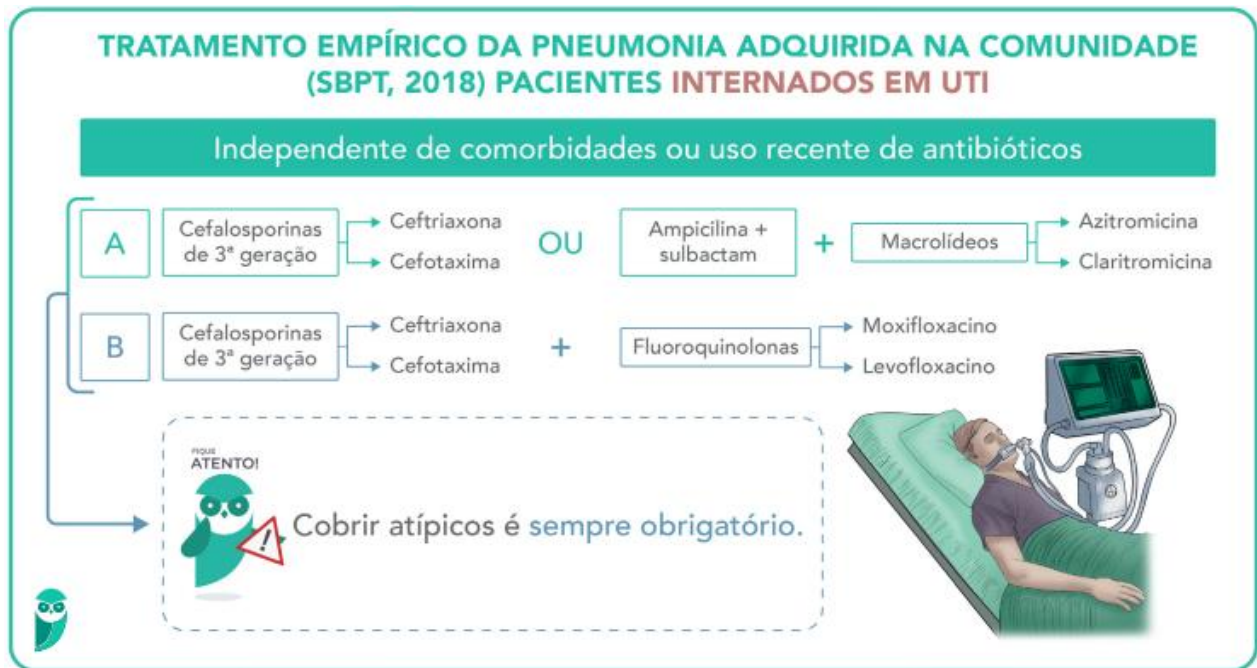 TRATAMENTO EMPÍRICO DA PNEUMONIA ADQUIRIDA NA COMUNIDADE
(SBPT, 2018) PACIENTES INTERNADOS EM UTI
Independente de comorbidades ou uso recente de antibióticos
A
Cefalosporinas
de 3ª geração
Ceftriaxona
Cefotaxima
OU
Ampicilina +
sulbactam
+
Macrolídeos
Azitromicina
Claritromicina
B
Cefalosporinas
de 3ª geração
Ceftriaxona
Cefotaxima
+
Fluoroquinolonas
Moxifloxacino
Levofloxacino
FIQUE
ATENTO!
!
Cobrir atípicos é sempre obrigatório.